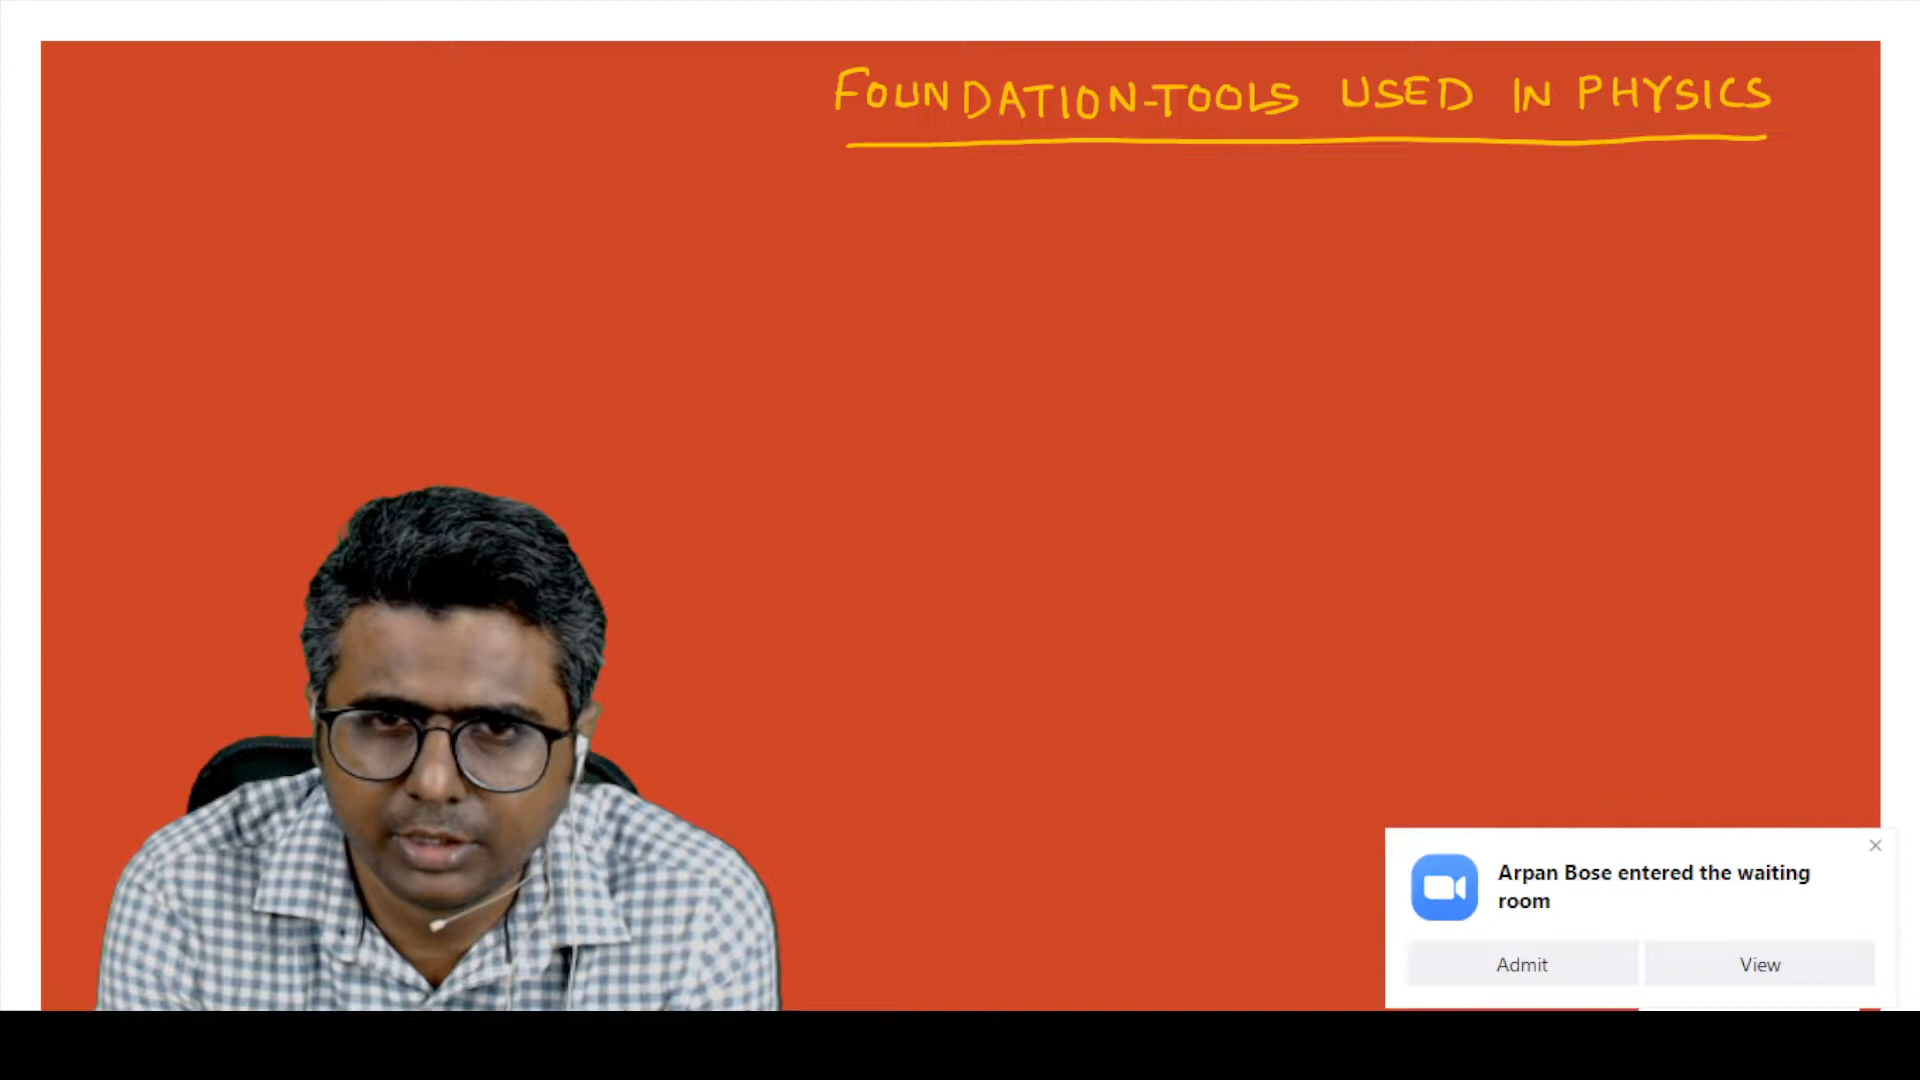 FOUNDATION-TOOLS USED IN PHYSICS
Arpan Bose entered the waiting
room
Admit View